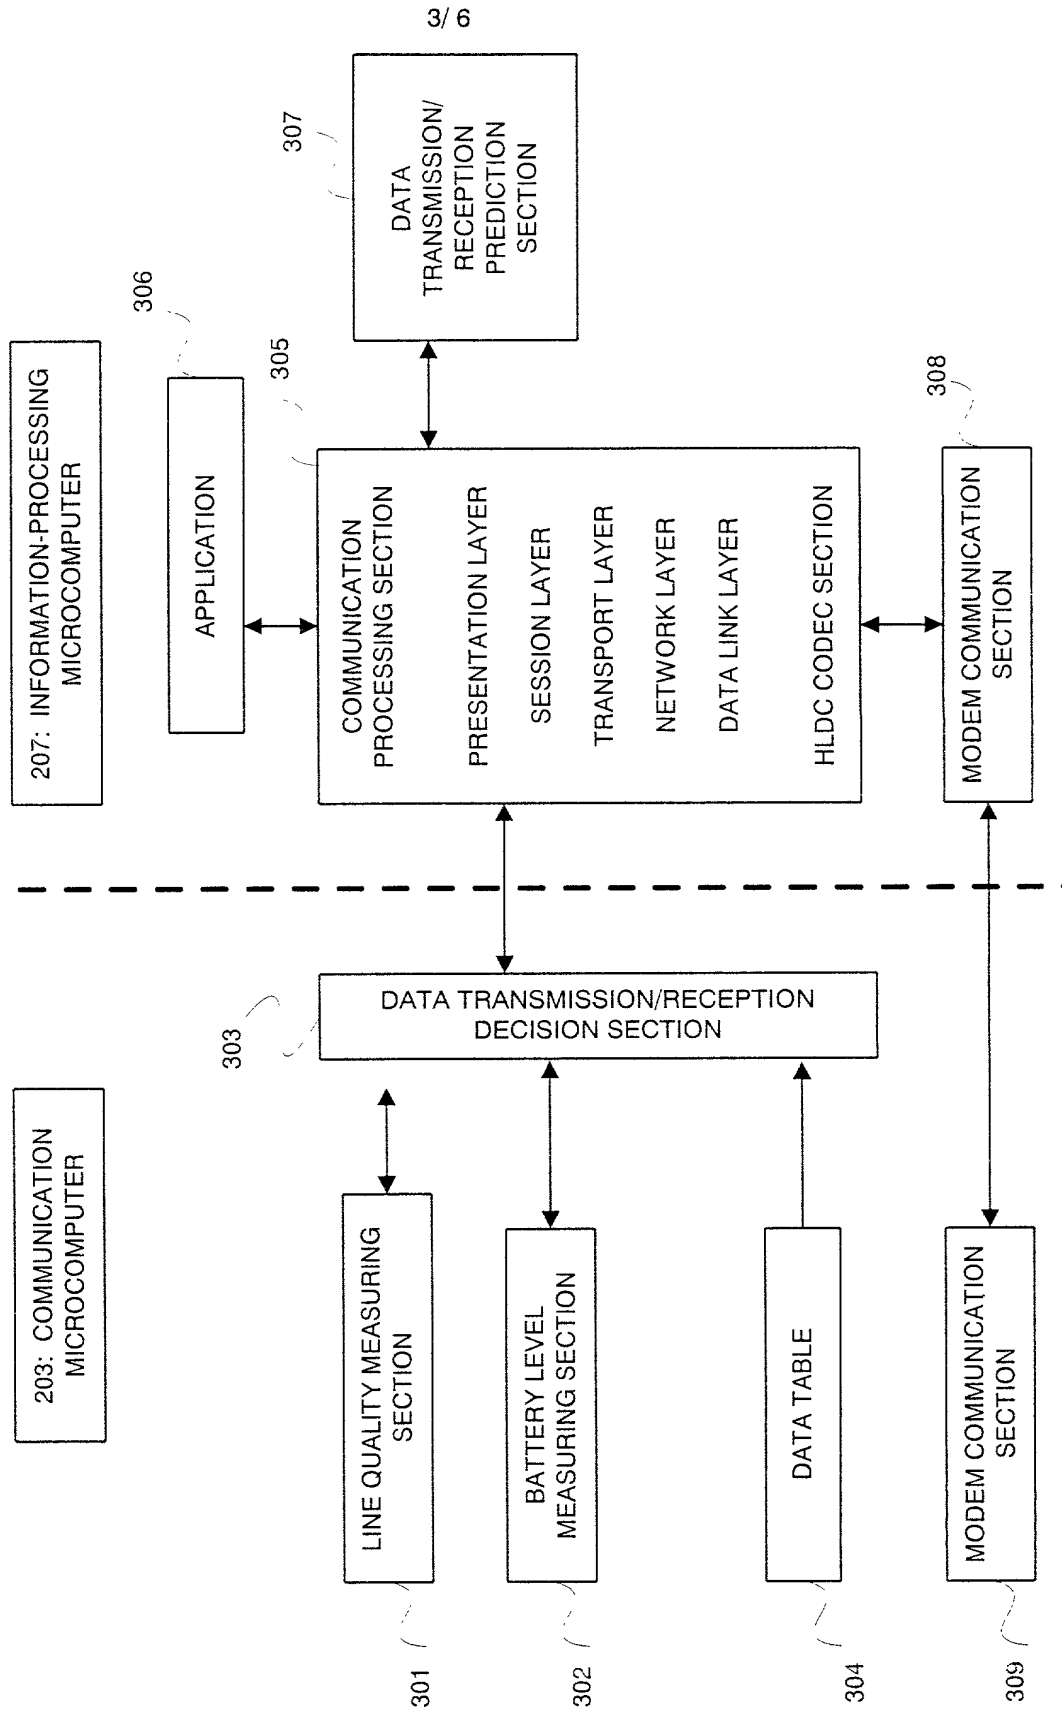 3/ 6
203: COMMUNICATION
MICROCOMPUTER
207: INFORMATION-PROCESSING
MICROCOMPUTER
301
LINE QUALITY MEASURING
SECTION
302
BATTERY LEVEL
MEASURING SECTION
304
DATA TABLE
309
MODEM COMMUNICATION
SECTION
303
DATA TRANSMISSION/RECEPTION
DECISION SECTION
306
APPLICATION
305
COMMUNICATION
PROCESSING SECTION
PRESENTATION LAYER
SESSION LAYER
TRANSPORT LAYER
NETWORK LAYER
DATA LINK LAYER
HLDC CODEC SECTION
308
MODEM COMMUNICATION
SECTION
307
DATA
TRANSMISSION/
RECEPTION
PREDICTION
SECTION